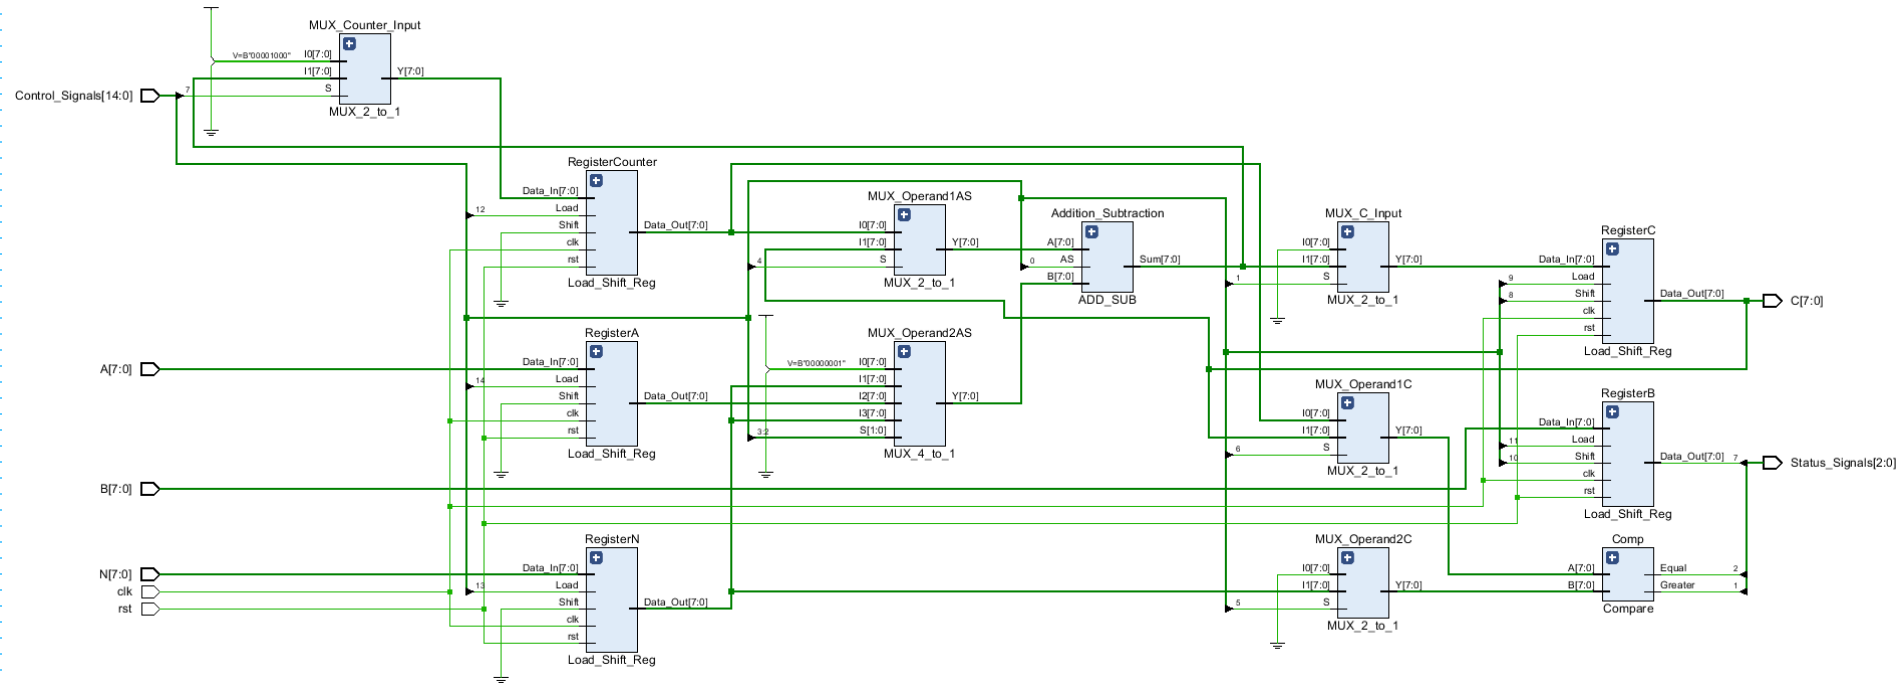 MUX_Counter_Input
V=B"00001000"
I0[7:0]
I1[7:0]
S
Y[7:0]
7
MUX_2_to_1
Control_Signals[14:0]
RegisterCounter
Data_In[7:0]
12
Load
Shift
clk
rst
Data_Out[7:0]
Load_Shift_Reg
MUX_Operand1AS
I0[7:0]
I1[7:0]
4
S
Y[7:0]
MUX_2_to_1
Addition_Subtraction
A[7:0]
0
AS
B[7:0]
Sum[7:0]
ADD_SUB
MUX_C_Input
I0[7:0]
I1[7:0]
1
S
Y[7:0]
MUX_2_to_1
RegisterC
Data_In[7:0]
9
Load
8
Shift
clk
rst
Data_Out[7:0]
Load_Shift_Reg
C[7:0]
A[7:0]
RegisterA
Data_In[7:0]
14
Load
Shift
clk
rst
Data_Out[7:0]
Load_Shift_Reg
MUX_Operand2AS
V=B"00000001"
I0[7:0]
I1[7:0]
I2[7:0]
I3[7:0]
3:2
S[1:0]
Y[7:0]
MUX_4_to_1
MUX_Operand1C
I0[7:0]
I1[7:0]
6
S
Y[7:0]
MUX_2_to_1
RegisterB
Data_In[7:0]
11
Load
10
Shift
clk
rst
Data_Out[7:0]
7
Load_Shift_Reg
Status_Signals[2:0]
B[7:0]
N[7:0]
clk
rst
RegisterN
Data_In[7:0]
13
Load
Shift
clk
rst
Data_Out[7:0]
Load_Shift_Reg
MUX_Operand2C
I0[7:0]
I1[7:0]
5
S
Y[7:0]
MUX_2_to_1
Comp
A[7:0]
B[7:0]
Equal
2
Greater
1
Compare